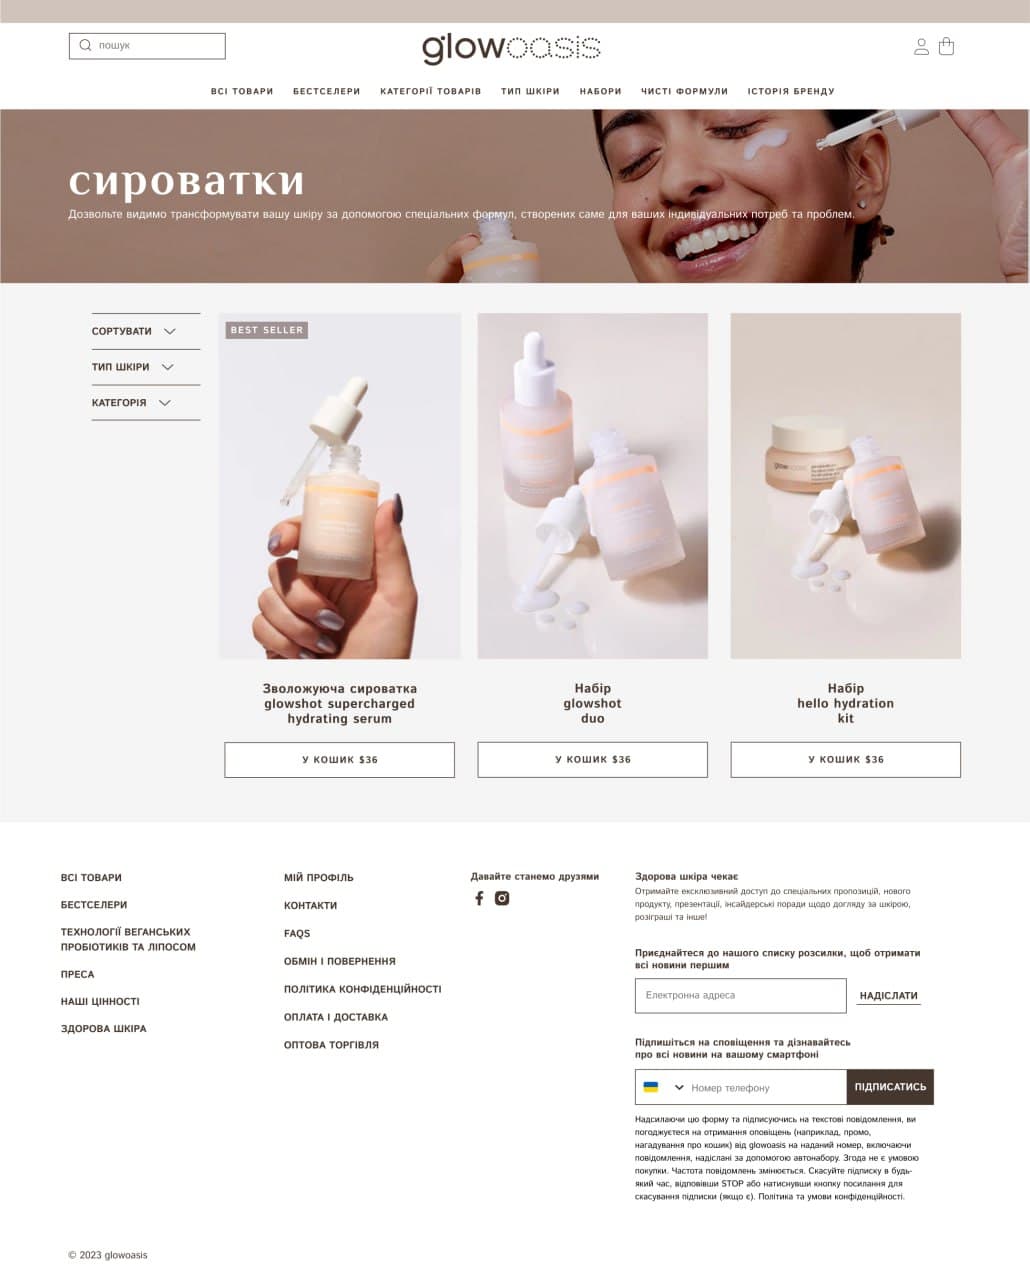 пошук
glowoasis
ВСІ ТОВАРИ БЕСТСЕЛЕРИ КАТЕГОРІЇ ТОВАРІВ ТИП ШКІРИ НАБОРИ ЧИСТІ ФОРМУЛИ ІСТОРІЯ БРЕНДУ
сироватки
Дозвольте видимо трансформувати вашу шкіру за допомогою спеціальних формул, створених саме для ваших індивідуальних потреб та проблем.
СОРТУВАТИ
ТИП ШКІРИ
КАТЕГОРІЯ
BEST SELLER
glowoasis
Зволожуюча сироватка
glowshot supercharged
hydrating serum
У КОШИК $36
Набір
glowshot
duo
У КОШИК $36
Набір
hello hydration
kit
У КОШИК $36
ВСІ ТОВАРИ
БЕСТСЕЛЕРИ
ТЕХНОЛОГІЇ ВЕГАНСЬКИХ
ПРОБІОТИКІВ ТА ЛІПОСОМ
ПРЕСА
НАШІ ЦІННОСТІ
ЗДОРОВА ШКІРА
МІЙ ПРОФІЛЬ
КОНТАКТИ
FAQS
ОБМІН І ПОВЕРНЕННЯ
ПОЛІТИКА КОНФІДЕНЦІЙНОСТІ
ОПЛАТА І ДОСТАВКА
ОПТОВА ТОРГІВЛЯ
Давайте станемо друзями
Здорова шкіра чекає
Отримайте ексклюзивний доступ до спеціальних пропозицій, нового
продукту, презентації, інсайдерські поради щодо догляду за шкірою,
розіграші та інше!
Приєднайтеся до нашого списку розсилки, щоб отримати
всі новини першим
Електронна адреса
НАДІСЛАТИ
Підпишіться на сповіщення та дізнавайтесь
про всі новини на вашому смартфоні
Номер телефону
ПІДПИСАТИСЬ
Надсилаючи цю форму та підписуючись на текстові повідомлення, ви
погоджуєтеся на отримання оповіщень (наприклад, промо,
нагадування про кошик) від glowoasis на наданий номер, включаючи
повідомлення, надіслані за допомогою автонабору. Згода не є умовою
покупки. Частота повідомлень змінюється. Скасуйте підписку в будь-
який час, відповівши STOP або натиснувши кнопку посилання для
скасування підписки (якщо є). Політика та умови конфіденційності.
© 2023 glowoasis